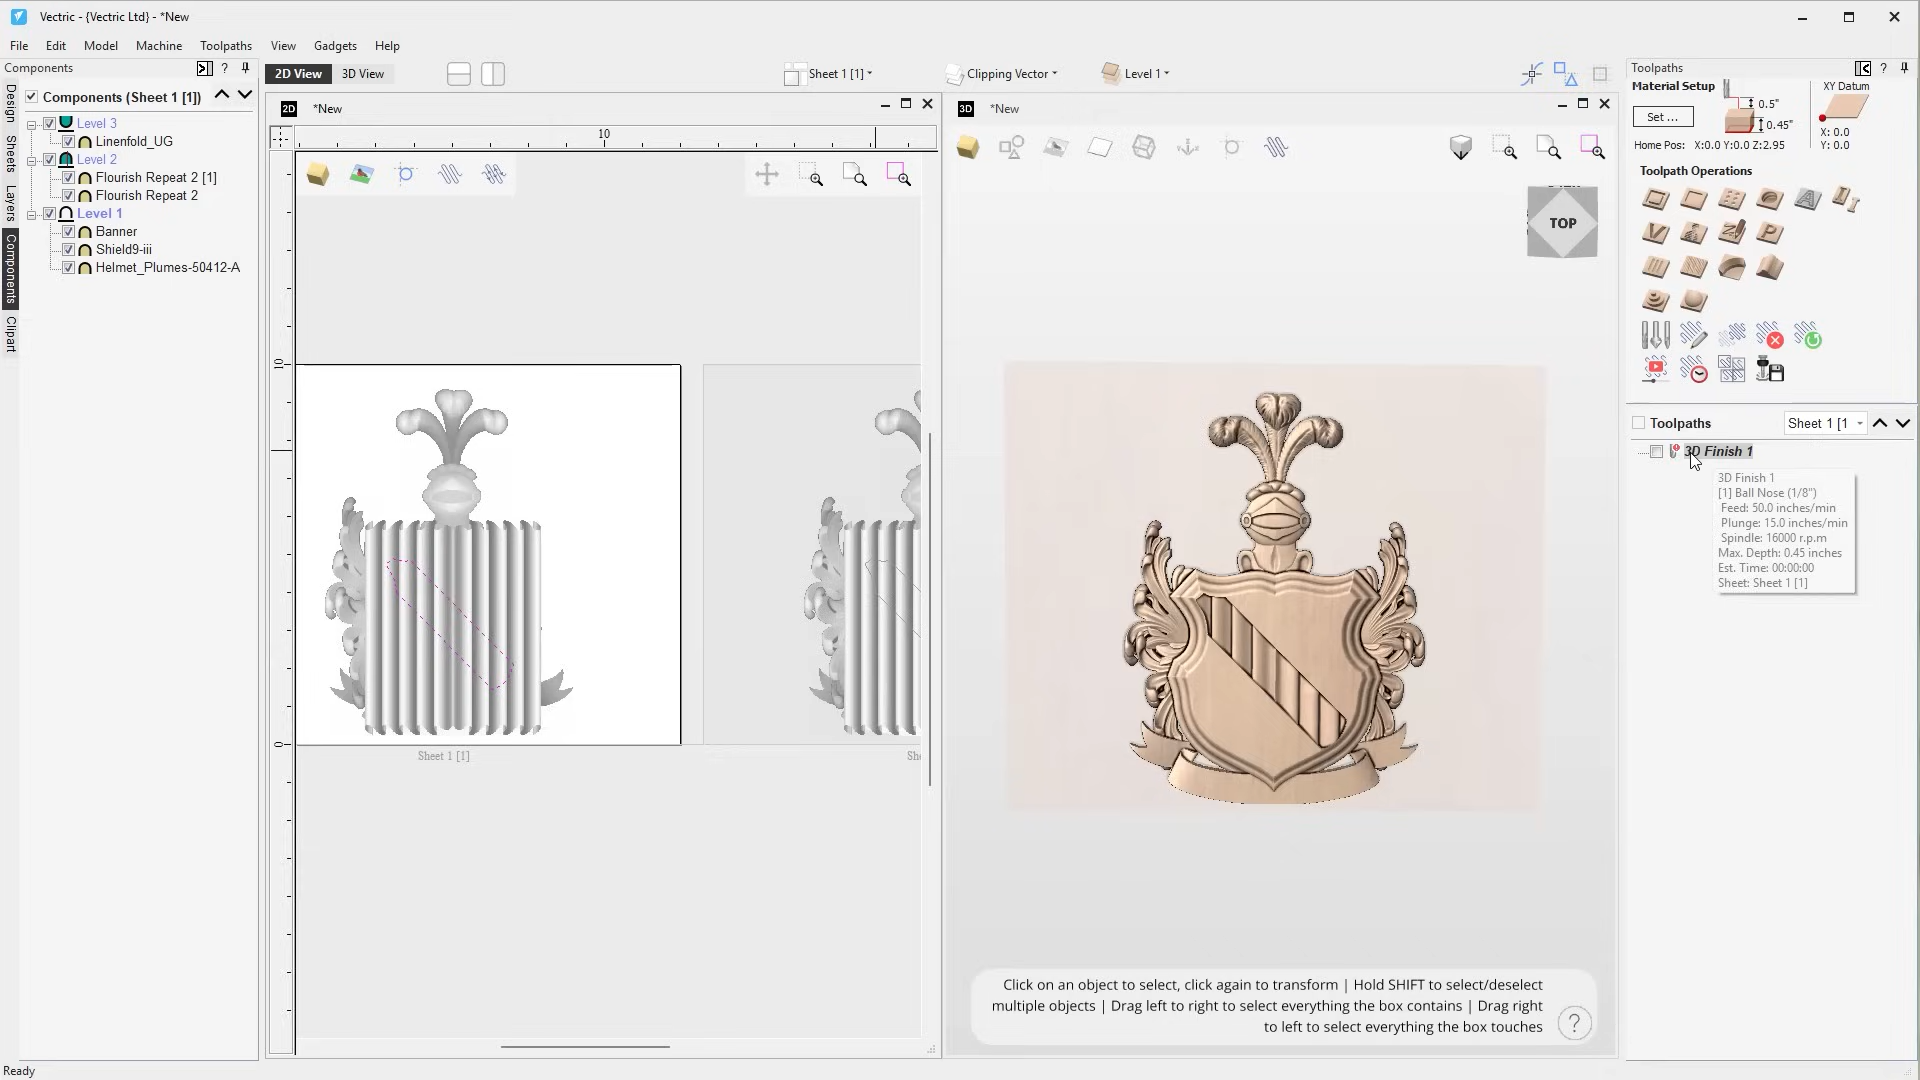 Vectric - {Vectric Ltd} - *New
File Edit Model Machine Toolpaths View Gadgets Help
Components ?
2D View 3D View
Sheet 1 [1]
Clipping Vector
Level 1
Toolpaths ?
Design
Sheets
Layers
Components
Clipart
Components (Sheet 1 [1])
Level 3
Linenfold_UG
Level 2
Flourish Repeat 2 [1]
Flourish Repeat 2
Level 1
Banner
Shield9-iii
Helmet_Plumes-50412-A
2D *New
10
10
0
Sheet 1 [1]
She
3D *New
TOP
Click on an object to select, click again to transform | Hold SHIFT to select/deselect
multiple objects | Drag left to right to select everything the box contains | Drag right
to left to select everything the box touches
?
Material Setup
Set ...
0.5"
0.45"
XY Datum
X: 0.0
Y: 0.0
Home Pos: X:0.0 Y:0.0 Z:2.95
Toolpath Operations
Toolpaths
Sheet 1 [1
3D Finish 1
3D Finish 1
[1] Ball Nose (1/8")
Feed: 50.0 inches/min
Plunge: 15.0 inches/min
Spindle: 16000 r.p.m
Max. Depth: 0.45 inches
Est. Time: 00:00:00
Sheet: Sheet 1 [1]
Ready